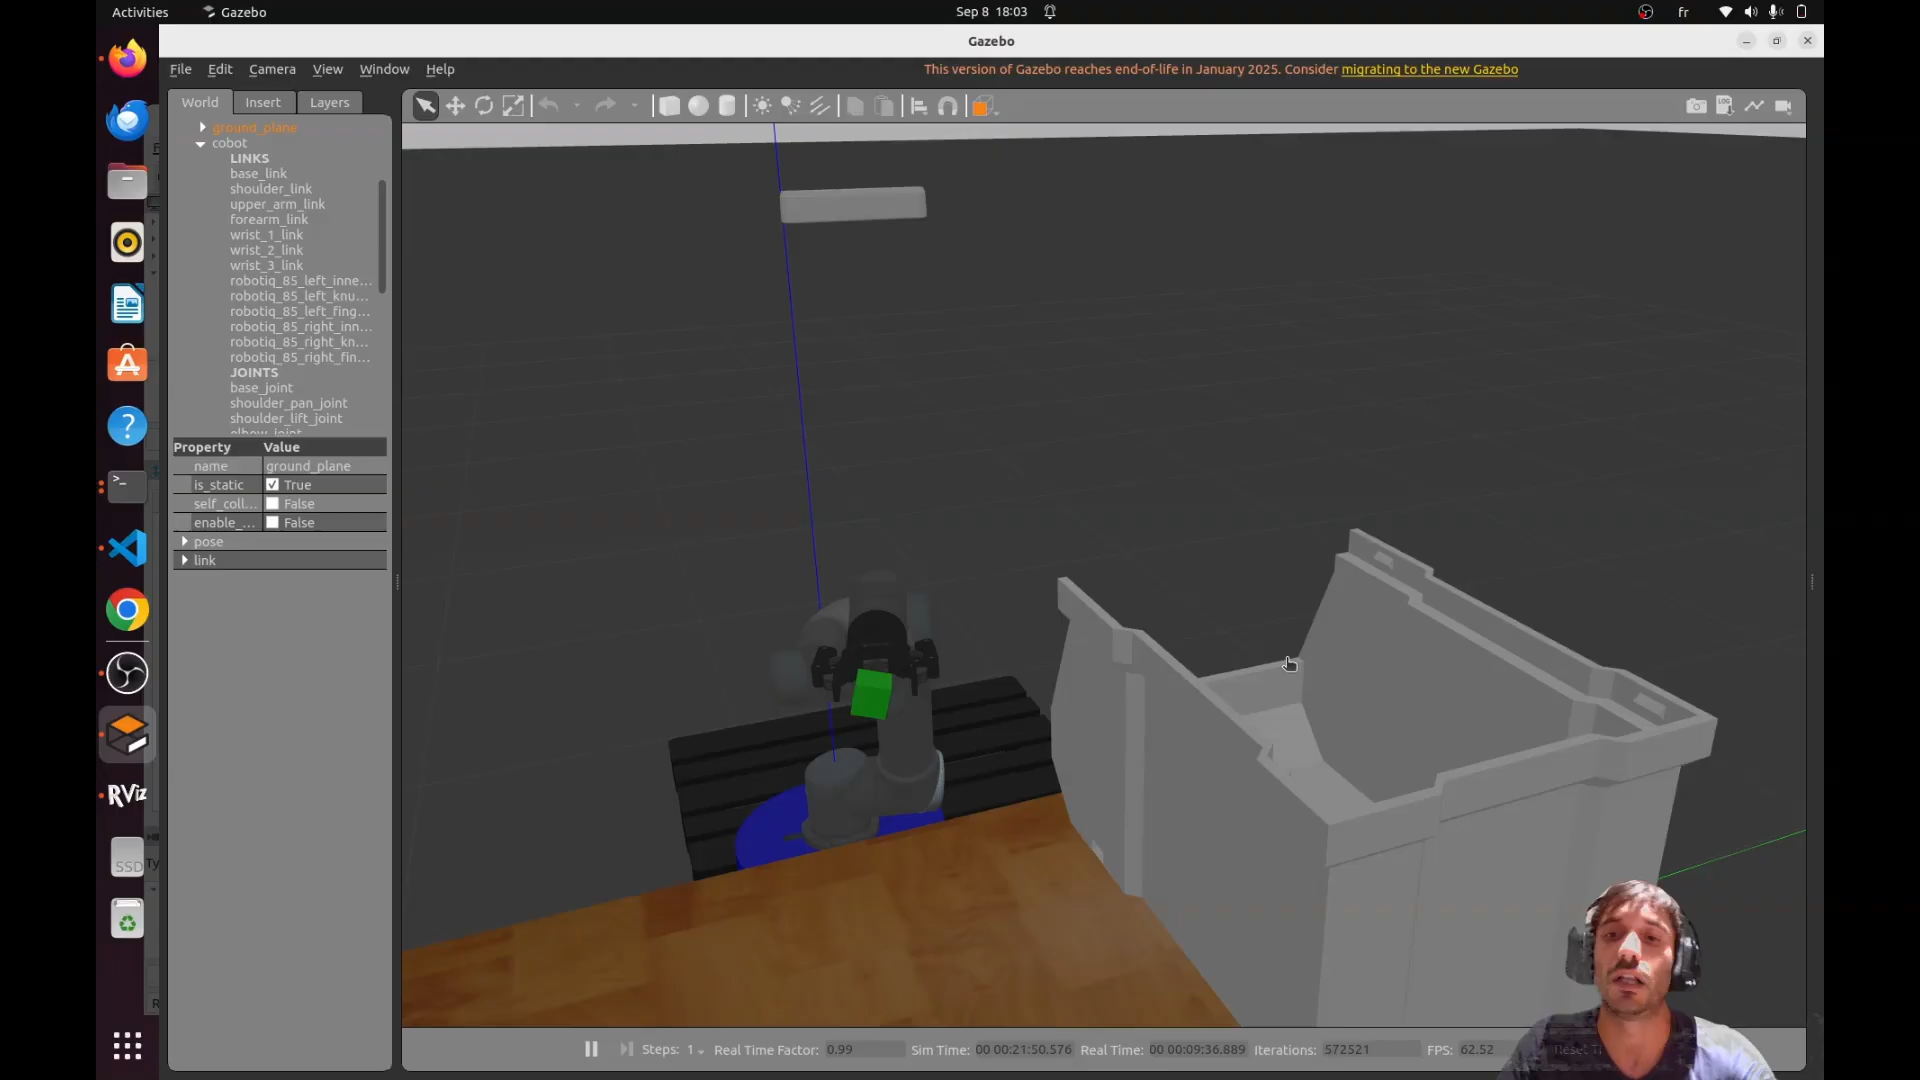 Activities
Gazebo
Sep 8 18:03
fr
Gazebo
File Edit Camera View Window Help
This version of Gazebo reaches end-of-life in January 2025. Consider migrating to the new Gazebo
World Insert Layers
ground_plane
cobot
LINKS
base_link
shoulder_link
upper_arm_link
forearm_link
wrist_1_link
wrist_2_link
wrist_3_link
robotiq_85_left_inne...
robotiq_85_left_knu...
robotiq_85_left_fing...
robotiq_85_right_inn...
robotiq_85_right_kn...
robotiq_85_right_fin...
JOINTS
base_joint
shoulder_pan_joint
shoulder_lift_joint
elbow_joint
Property Value
name ground_plane
is_static True
self_coll... False
enable_... False
pose
link
LOG
RViz
SSD
Ty
Steps: 1 Real Time Factor: 0.99 Sim Time: 00 00:21:50.576 Real Time: 00 00:09:36.889 Iterations: 572521 FPS: 62.52